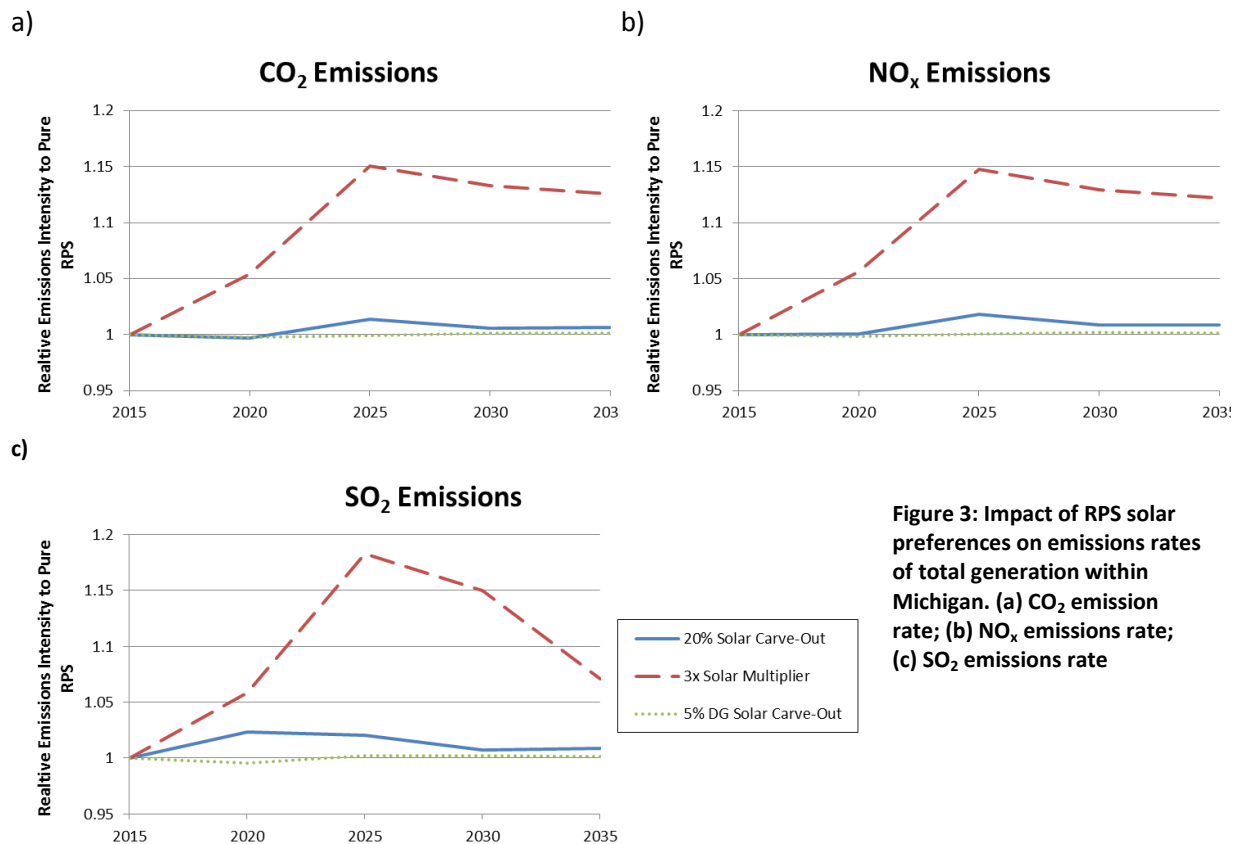 a)
CO₂ Emissions
Realtive Emissions Intensity to Pure
RPS
1.2
1.15
1.1
1.05
1
0.95
2015 2020 2025 2030 203
b)
NOₓ Emissions
Realtive Emissions Intensity to Pure
RPS
1.2
1.15
1.1
1.05
1
0.95
2015 2020 2025 2030 2035
c)
SO₂ Emissions
Realtive Emissions Intensity to Pure
RPS
1.2
1.15
1.1
1.05
1
0.95
2015 2020 2025 2030 2035
20% Solar Carve-Out
3x Solar Multiplier
5% DG Solar Carve-Out
Figure 3: Impact of RPS solar
preferences on emissions rates
of total generation within
Michigan. (a) CO₂ emission
rate; (b) NOₓ emissions rate;
(c) SO₂ emissions rate